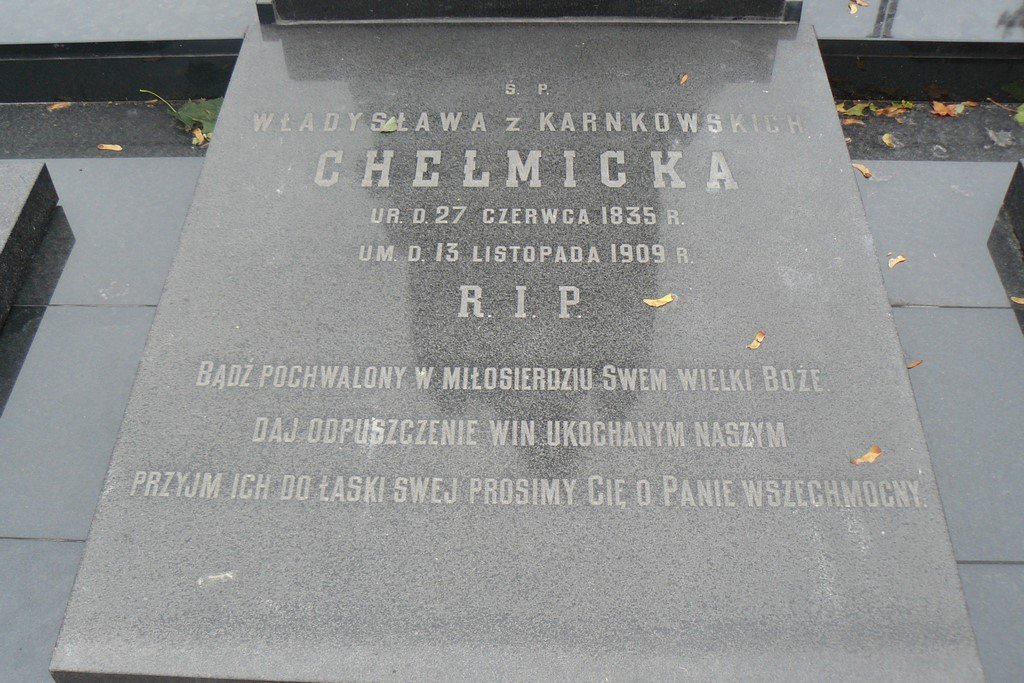 Ś. P.
WŁADYSŁAWA z KARNKOWSKICH
CHEŁMICKA
UR. D. 27 CZERWCA 1835 R.
UM. D. 13 LISTOPADA 1909 R.
R. I. P.
BĄDŹ POCHWALONY W MIŁOSIERDZIU SWEM WIELKI BOŻE.
DAJ ODPUSZCZENIE WIN UKOCHANYM NASZYM
PRZYJM ICH DO ŁASKI SWEJ PROSIMY CIĘ O PANIE WSZECHMOCNY.